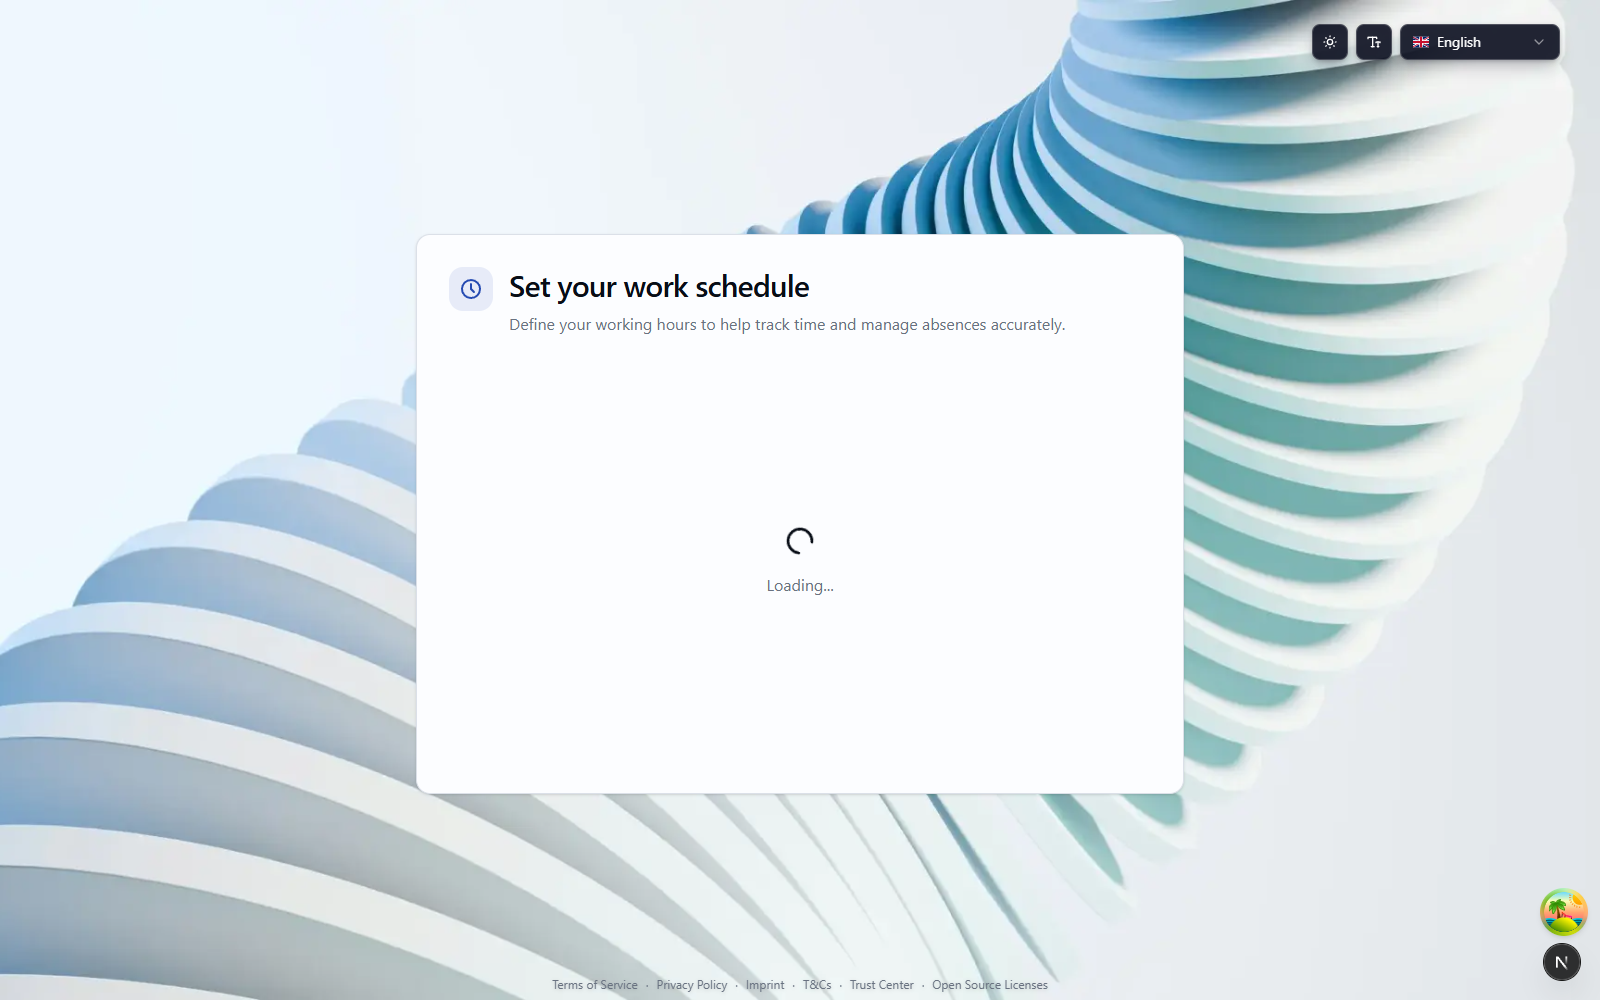 English
Set your work schedule
Define your working hours to help track time and manage absences accurately.
Loading...
Terms of Service · Privacy Policy · Imprint · T&Cs · Trust Center · Open Source Licenses
N